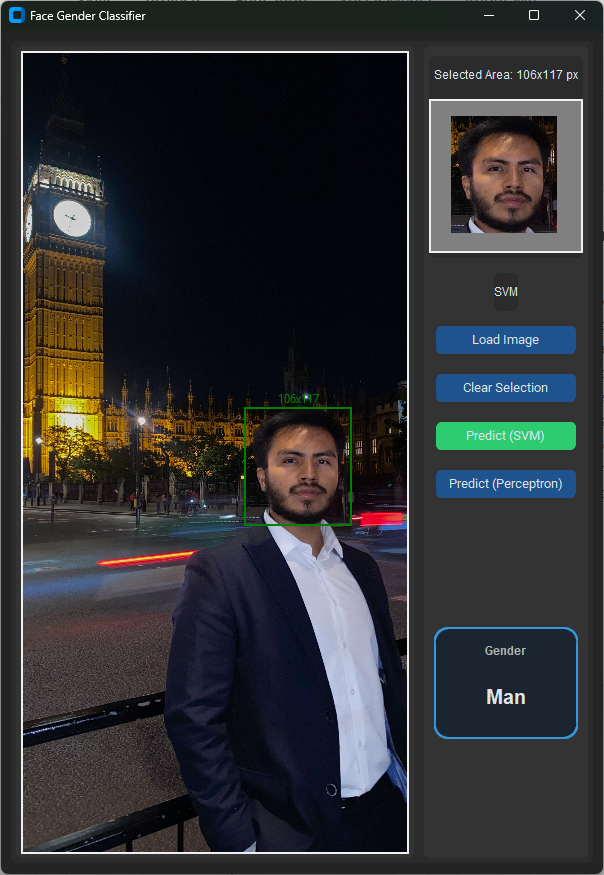 Face Gender Classifier
Selected Area: 106x117 px
106x117
SVM
Load Image
Clear Selection
Predict (SVM)
Predict (Perceptron)
Gender
Man